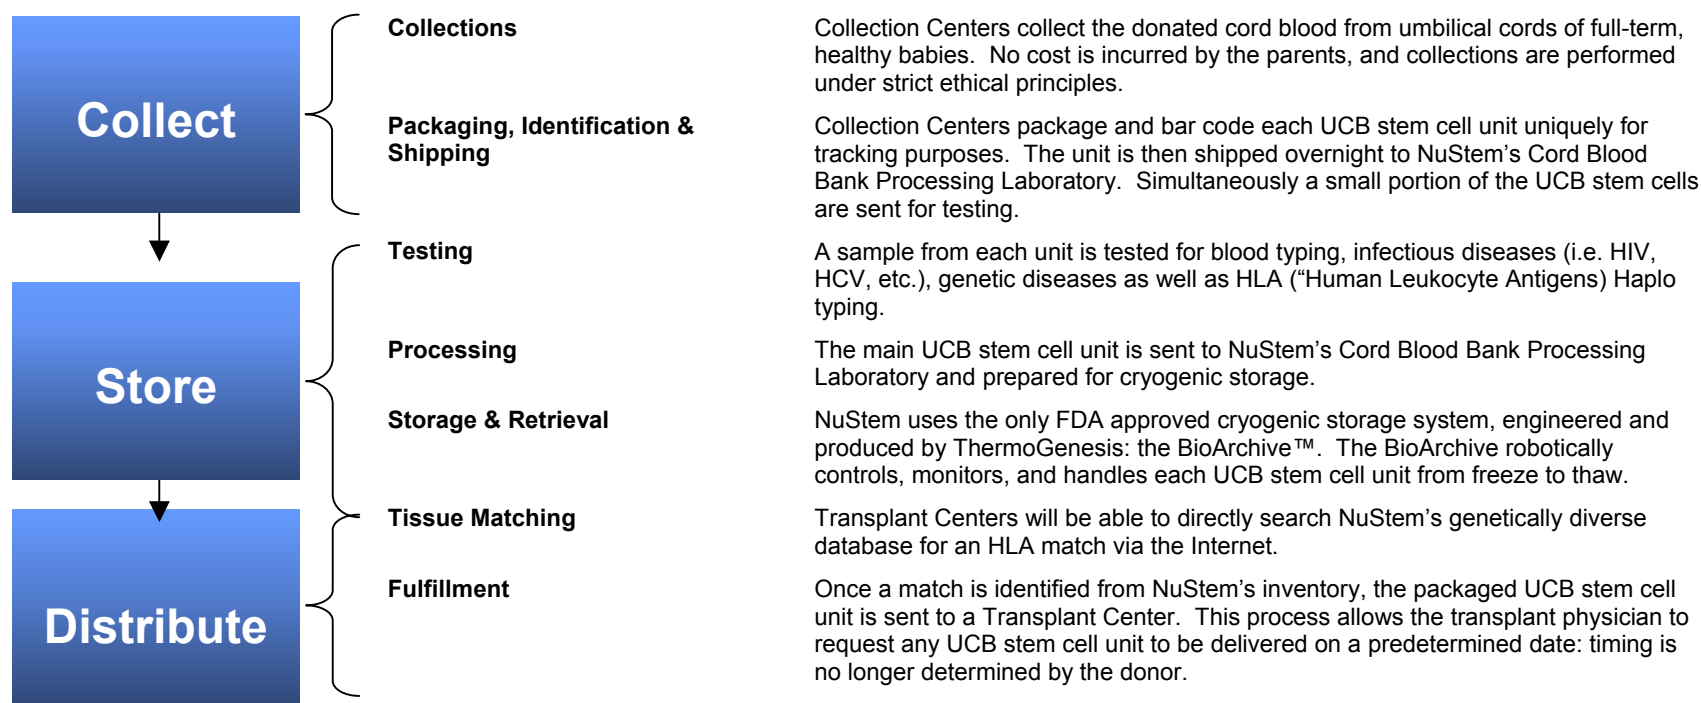 Collect
Collections
Collection Centers collect the donated cord blood from umbilical cords of full-term,
healthy babies.  No cost is incurred by the parents, and collections are performed
under strict ethical principles.
Packaging, Identification &
Shipping
Collection Centers package and bar code each UCB stem cell unit uniquely for
tracking purposes.  The unit is then shipped overnight to NuStem’s Cord Blood
Bank Processing Laboratory.  Simultaneously a small portion of the UCB stem cells
are sent for testing.
Store
Testing
A sample from each unit is tested for blood typing, infectious diseases (i.e. HIV,
HCV, etc.), genetic diseases as well as HLA (“Human Leukocyte Antigens) Haplo
typing.
Processing
The main UCB stem cell unit is sent to NuStem’s Cord Blood Bank Processing
Laboratory and prepared for cryogenic storage.
Storage & Retrieval
NuStem uses the only FDA approved cryogenic storage system, engineered and
produced by ThermoGenesis: the BioArchive™.  The BioArchive robotically
controls, monitors, and handles each UCB stem cell unit from freeze to thaw.
Distribute
Tissue Matching
Transplant Centers will be able to directly search NuStem’s genetically diverse
database for an HLA match via the Internet.
Fulfillment
Once a match is identified from NuStem’s inventory, the packaged UCB stem cell
unit is sent to a Transplant Center.  This process allows the transplant physician to
request any UCB stem cell unit to be delivered on a predetermined date: timing is
no longer determined by the donor.